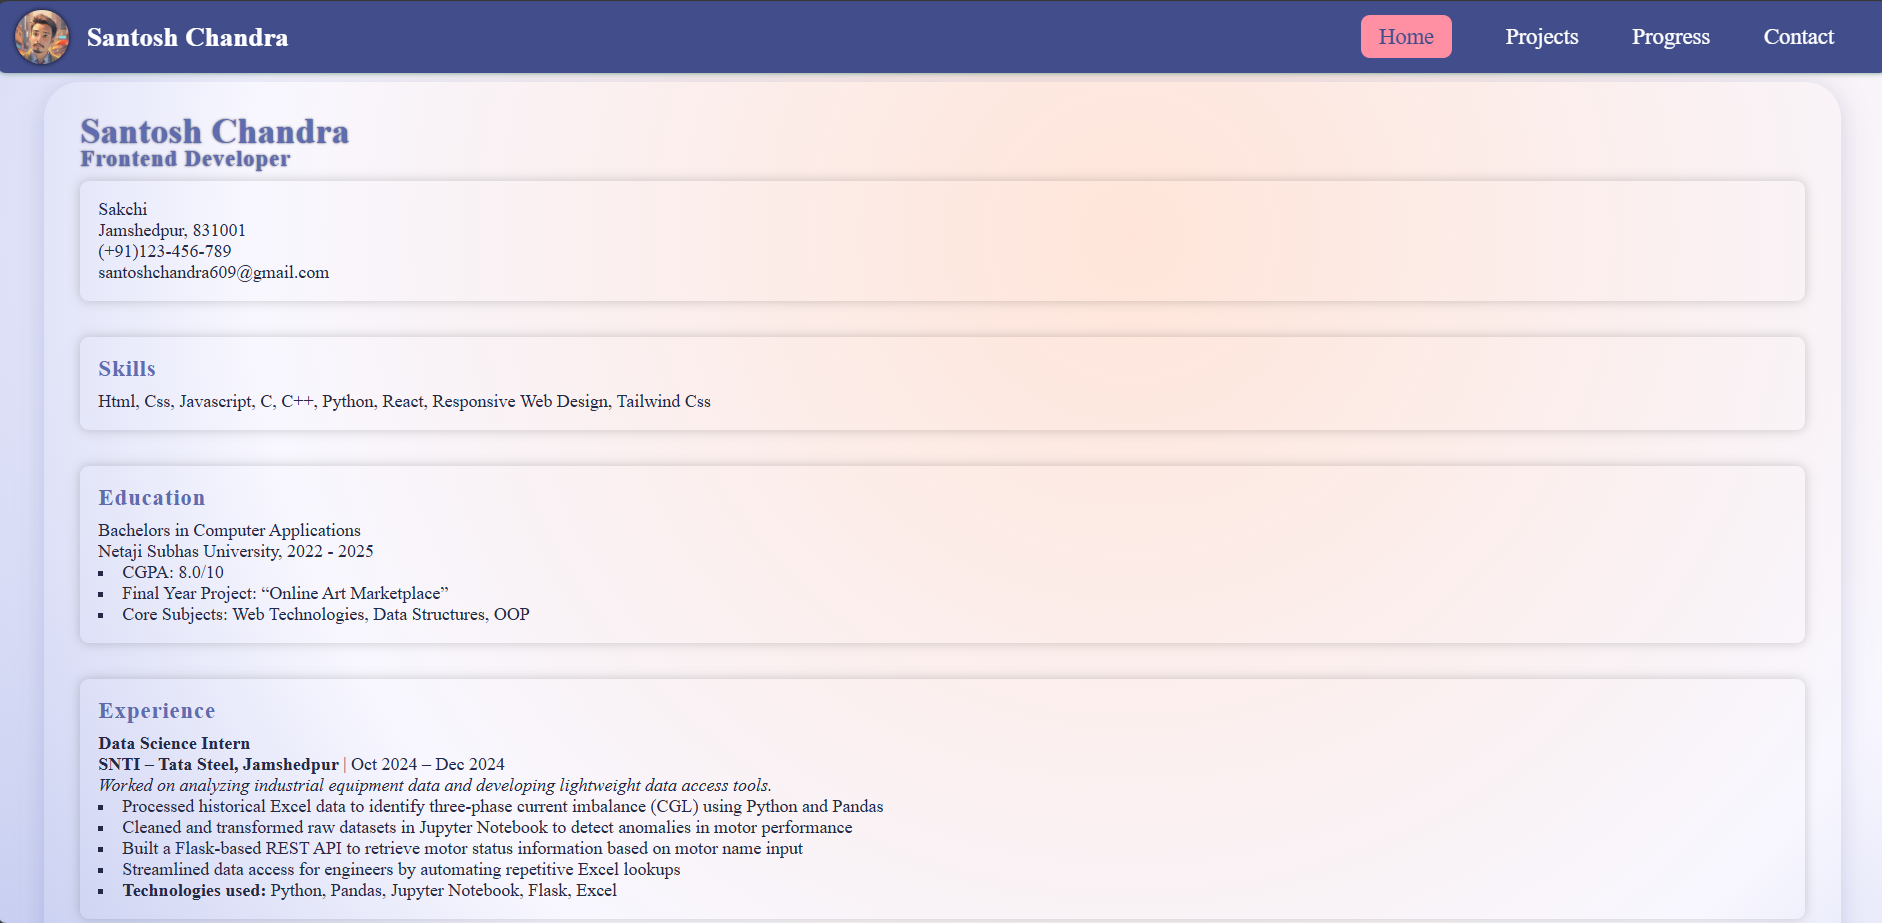 Santosh Chandra
Home Projects Progress Contact
Santosh Chandra
Frontend Developer
Sakchi
Jamshedpur, 831001
(+91)123-456-789
santoshchandra609@gmail.com
Skills
Html, Css, Javascript, C, C++, Python, React, Responsive Web Design, Tailwind Css
Education
Bachelors in Computer Applications
Netaji Subhas University, 2022 - 2025
▪ CGPA: 8.0/10
▪ Final Year Project: “Online Art Marketplace”
▪ Core Subjects: Web Technologies, Data Structures, OOP
Experience
Data Science Intern
SNTI – Tata Steel, Jamshedpur | Oct 2024 – Dec 2024
Worked on analyzing industrial equipment data and developing lightweight data access tools.
▪ Processed historical Excel data to identify three-phase current imbalance (CGL) using Python and Pandas
▪ Cleaned and transformed raw datasets in Jupyter Notebook to detect anomalies in motor performance
▪ Built a Flask-based REST API to retrieve motor status information based on motor name input
▪ Streamlined data access for engineers by automating repetitive Excel lookups
▪ Technologies used: Python, Pandas, Jupyter Notebook, Flask, Excel